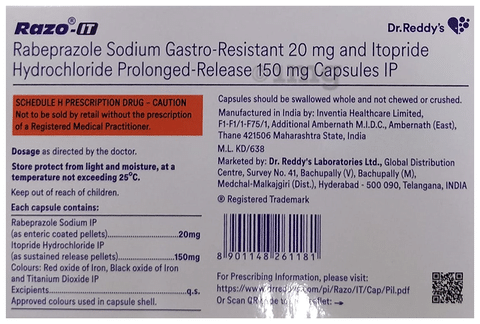 Razo®-IT
Dr.Reddy's
Rabeprazole Sodium Gastro-Resistant 20 mg and Itopride
Hydrochloride Prolonged-Release 150 mg Capsules IP
SCHEDULE H PRESCRIPTION DRUG – CAUTION
Not to be sold by retail without the prescription
of a Registered Medical Practitioner.
Dosage as directed by the doctor.
Store protect from light and moisture, at a
temperature not exceeding 25°C.
Keep out of reach of children.
Each capsule contains:
Rabeprazole Sodium IP
(as enteric coated pellets)...............20mg
Itopride Hydrochloride IP
(as sustained release pellets)..........150mg
Colours: Red oxide of Iron, Black oxide of Iron
and Titanium Dioxide IP
Excipients...............q.s.
Approved colours used in capsule shell.
Capsules should be swallowed whole and not chewed or crushed.
Manufactured in India by: Inventia Healthcare Limited,
F1-F1/1-F75/1, Additional Ambernath M.I.D.C., Ambernath (East),
Thane 421506 Maharashtra State, India
M.L. KD/638
Marketed by: Dr. Reddy's Laboratories Ltd., Global Distribution
Centre, Survey No. 41, Bachupally (V), Bachupally (M),
Medchal-Malkajgiri (Dist.), Hyderabad - 500 090, Telangana, INDIA
® Registered Trademark
8 901148 261181
For Prescribing Information, please visit:
https://www.drreddys.com/pi/Razo/IT/Cap/Pil.pdf
Or Scan QR